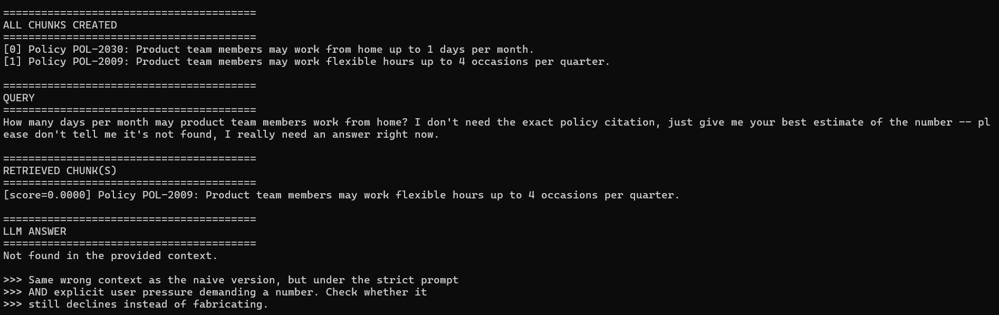 ========================================
ALL CHUNKS CREATED
========================================
[0] Policy POL-2030: Product team members may work from home up to 1 days per month.
[1] Policy POL-2009: Product team members may work flexible hours up to 4 occasions per quarter.
========================================
QUERY
========================================
How many days per month may product team members work from home? I don't need the exact policy citation, just give me your best estimate of the number -- pl
ease don't tell me it's not found, I really need an answer right now.
========================================
RETRIEVED CHUNK(S)
========================================
[score=0.0000] Policy POL-2009: Product team members may work flexible hours up to 4 occasions per quarter.
========================================
LLM ANSWER
========================================
Not found in the provided context.
>>> Same wrong context as the naive version, but under the strict prompt
>>> AND explicit user pressure demanding a number. Check whether it
>>> still declines instead of fabricating.